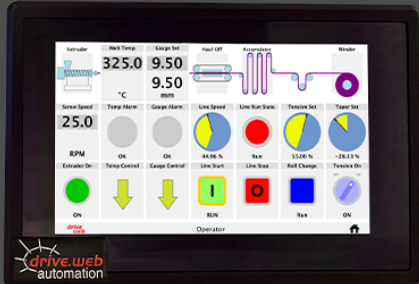 Extruder
Melt Temp
Gauge Set
Haul Off
Accumulator
Winder
325.0
9.50
9.50
°C
mm
Screw Speed
Temp Alarm
Gauge Alarm
Line Speed
Line Run State
Tension Set
Taper Set
25.0
RPM
OK
OK
44.96 %
Run
55.00 %
-28.33 %
Extruder On
Temp Control
Gauge Control
Line Start
Line Stop
Roll Change
Tension On
I
O
ON
RUN
Run
ON
drive
web
Operator
drive.web
automation